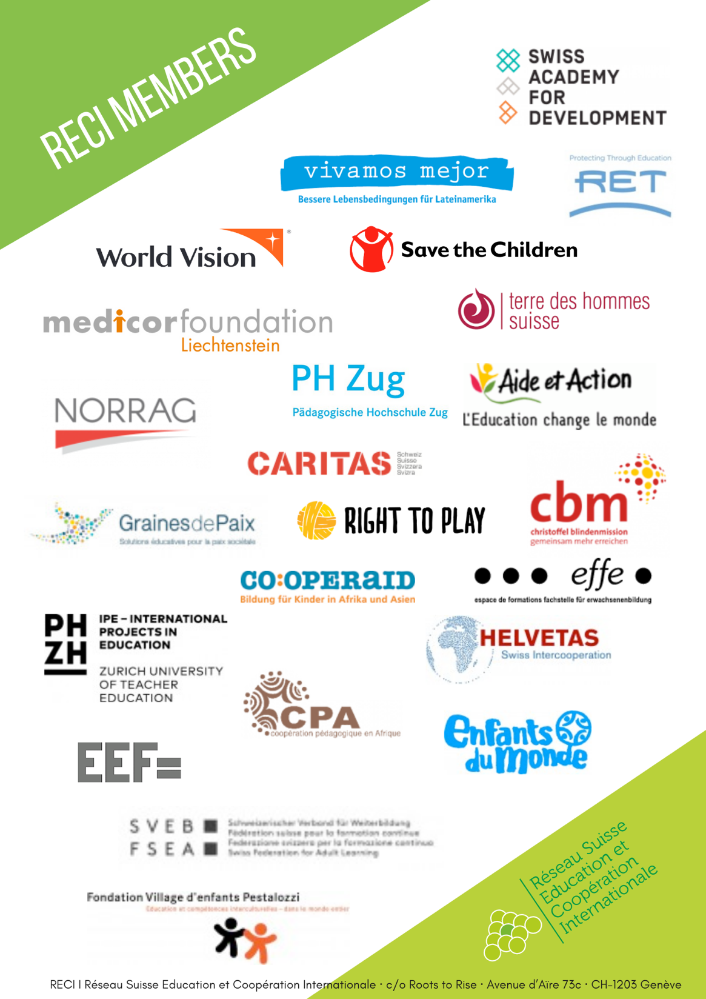 RECI MEMBERS
SWISS
ACADEMY
FOR
DEVELOPMENT
vivamos mejor
Bessere Lebensbedingungen für Lateinamerika
Protecting Through Education
RET
World Vision ®
Save the Children
medicorfoundation
Liechtenstein
terre des hommes
suisse
NORRAG
PH Zug
Pädagogische Hochschule Zug
Aide et Action
L'Education change le monde
CARITAS
Schweiz
Suisse
Svizzera
Svizra
cbm
christoffel blindenmission
gemeinsam mehr erreichen
GrainesdePaix
Solutions éducatives pour la paix sociétale
RIGHT TO PLAY
CO:OPERAID
Bildung für Kinder in Afrika und Asien
effe
espace de formations fachstelle für erwachsenenbildung
PH
ZH
IPE – INTERNATIONAL
PROJECTS IN
EDUCATION
ZURICH UNIVERSITY
OF TEACHER
EDUCATION
HELVETAS
Swiss Intercooperation
CPA
coopération pédagogique en Afrique
enfants
du monde
EEF=
SVEB
FSEA
Schweizerischer Verband für Weiterbildung
Fédération suisse pour la formation continue
Federazione svizzera per la formazione continua
Swiss Federation for Adult Learning
Fondation Village d'enfants Pestalozzi
Education et compétences interculturelles – dans le monde entier
Réseau Suisse
Education et
Coopération
Internationale
RECI I Réseau Suisse Education et Coopération Internationale · c/o Roots to Rise · Avenue d'Aïre 73c · CH-1203 Genève